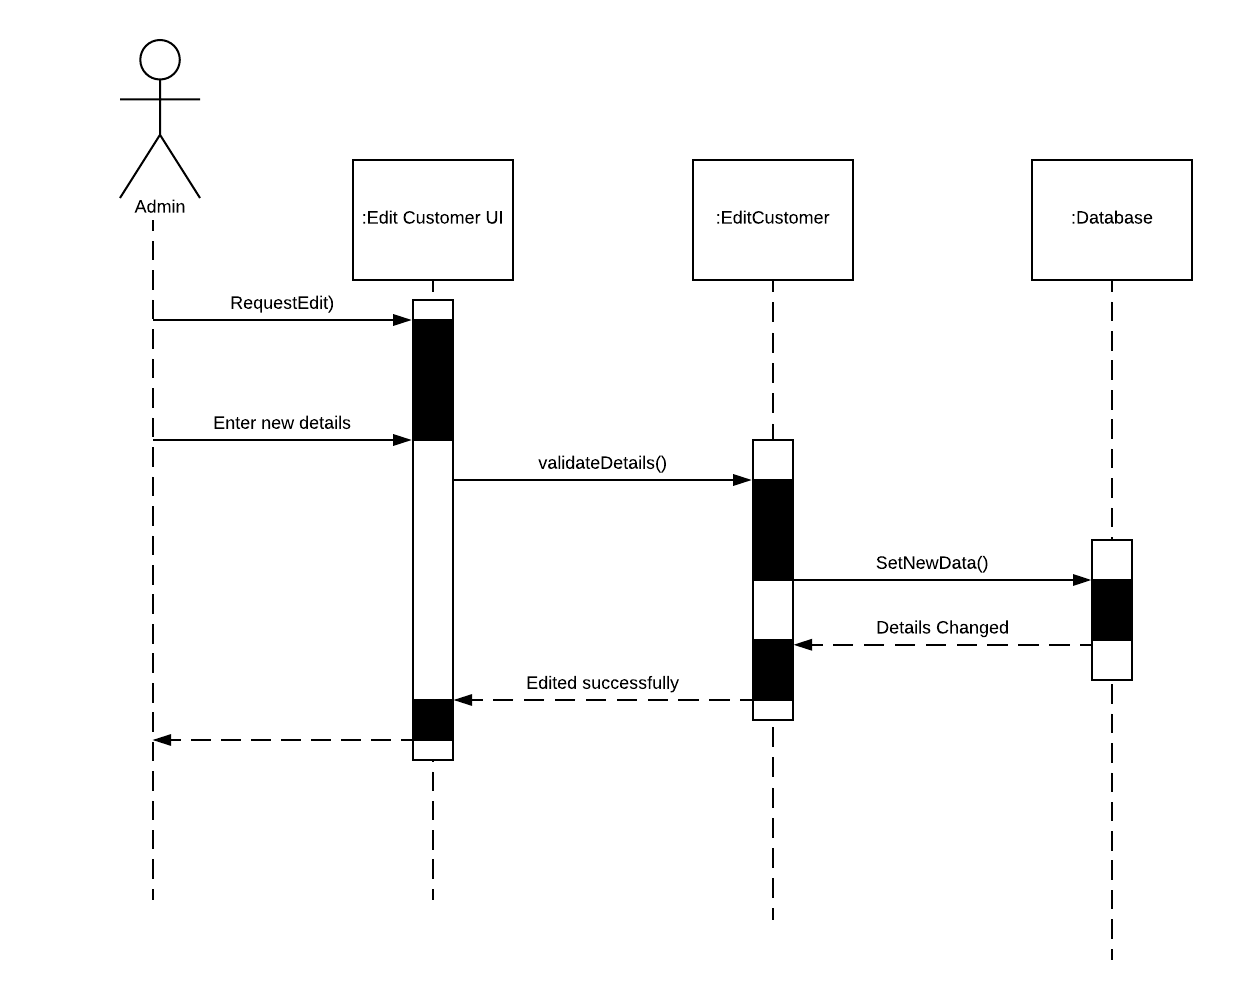 Admin
:Edit Customer UI
:EditCustomer
:Database
RequestEdit)
Enter new details
validateDetails()
SetNewData()
Details Changed
Edited successfully